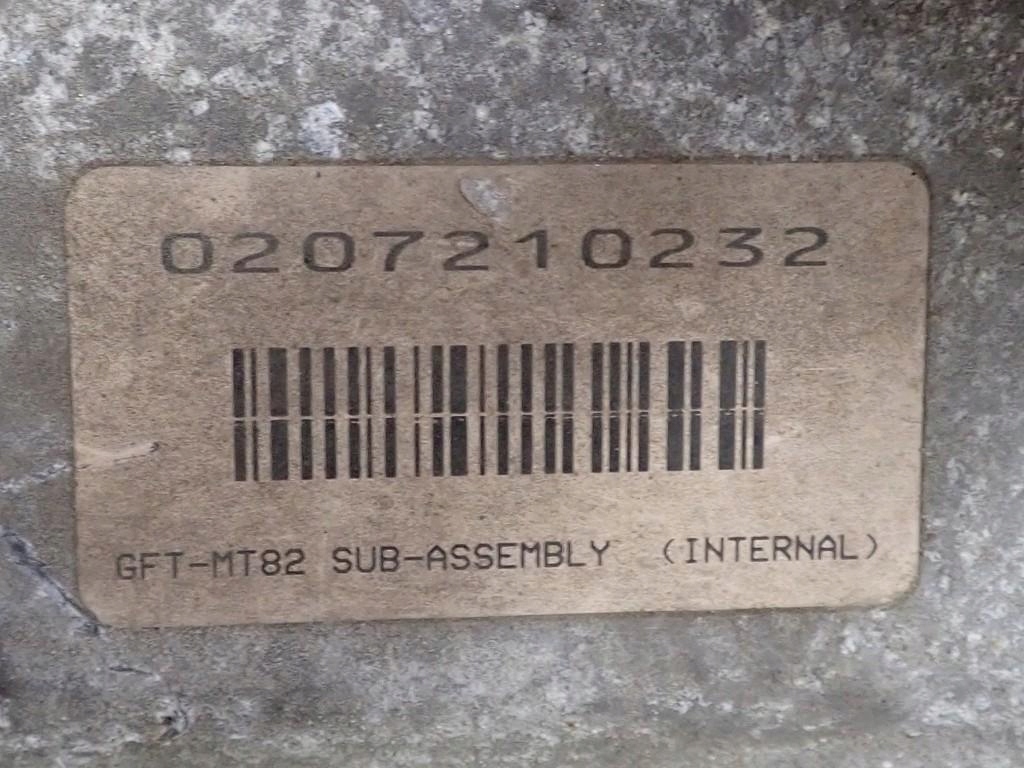 0207210232
GFT-MT82 SUB-ASSEMBLY (INTERNAL)